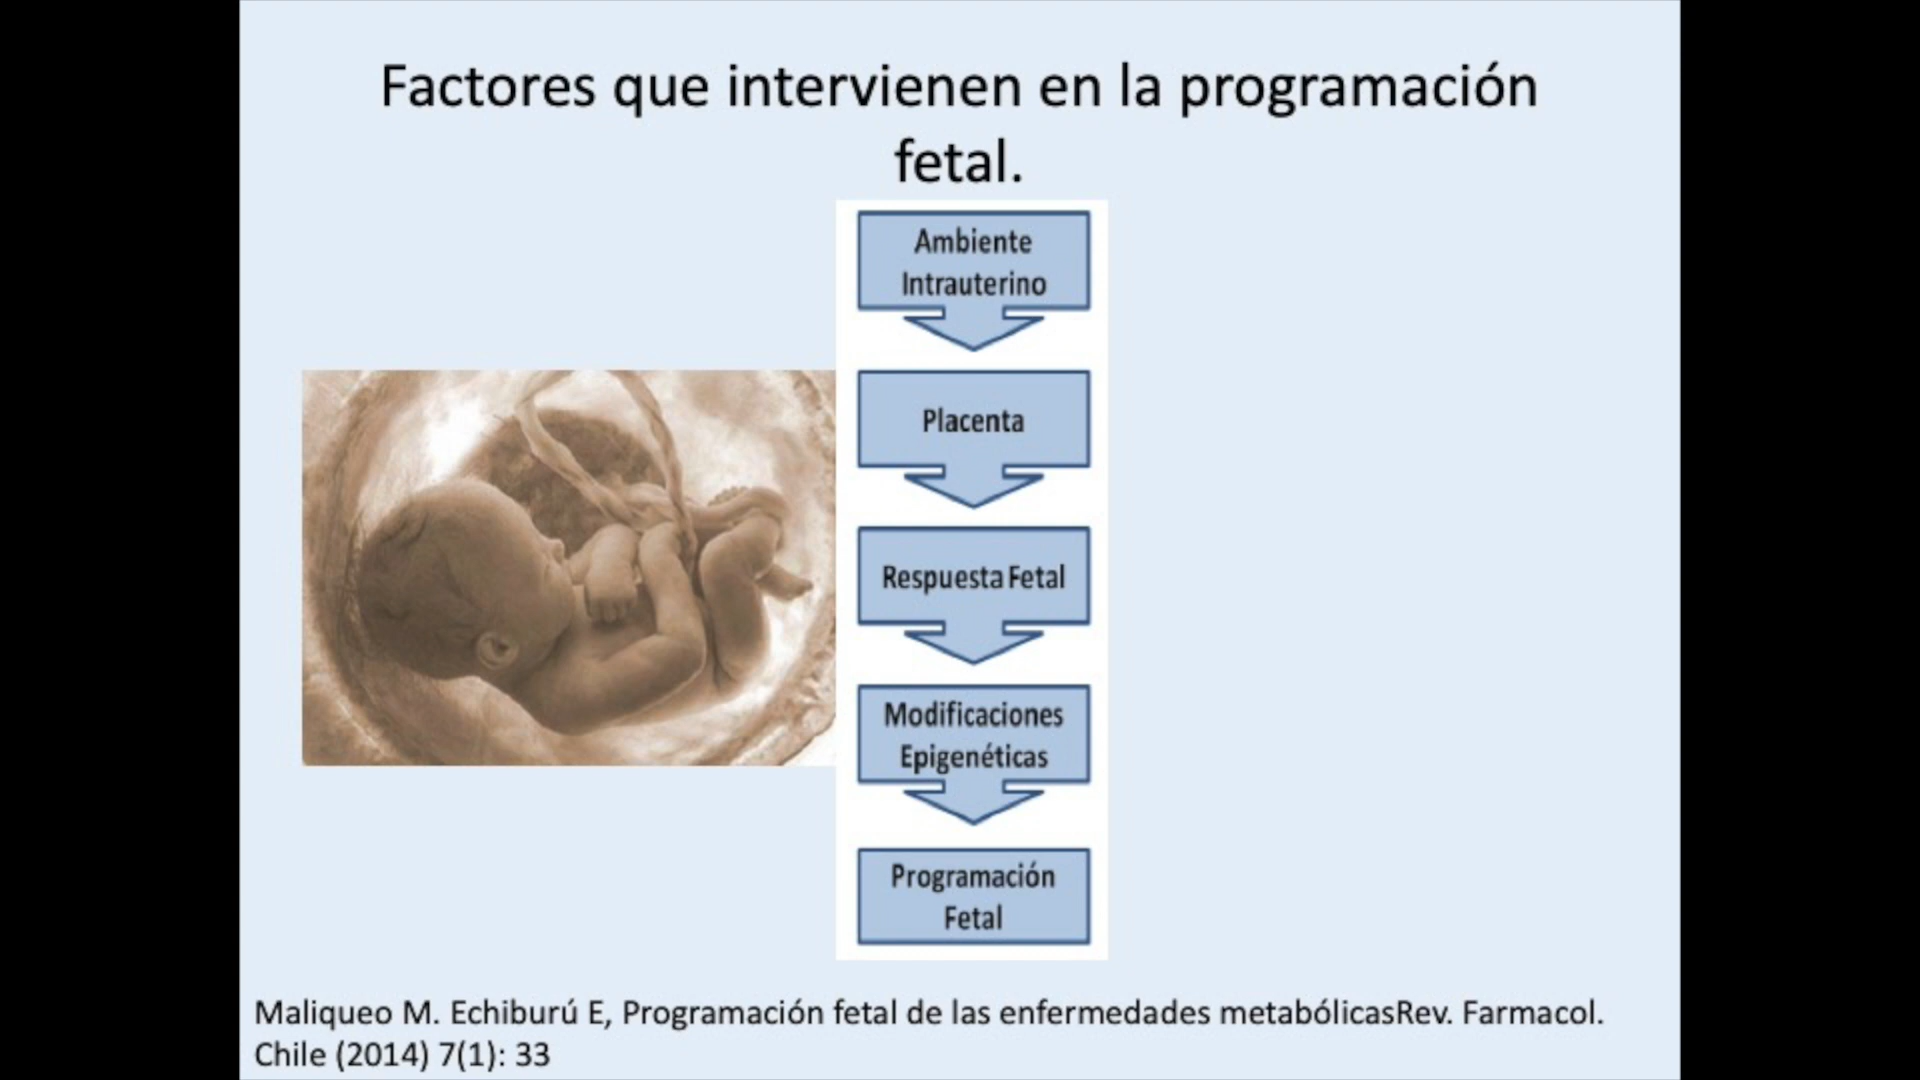 Factores que intervienen en la programación
fetal.
Ambiente
Intrauterino
Placenta
Respuesta Fetal
Modificaciones
Epigenéticas
Programación
Fetal
Maliqueo M. Echiburú E, Programación fetal de las enfermedades metabólicasRev. Farmacol.
Chile (2014) 7(1): 33